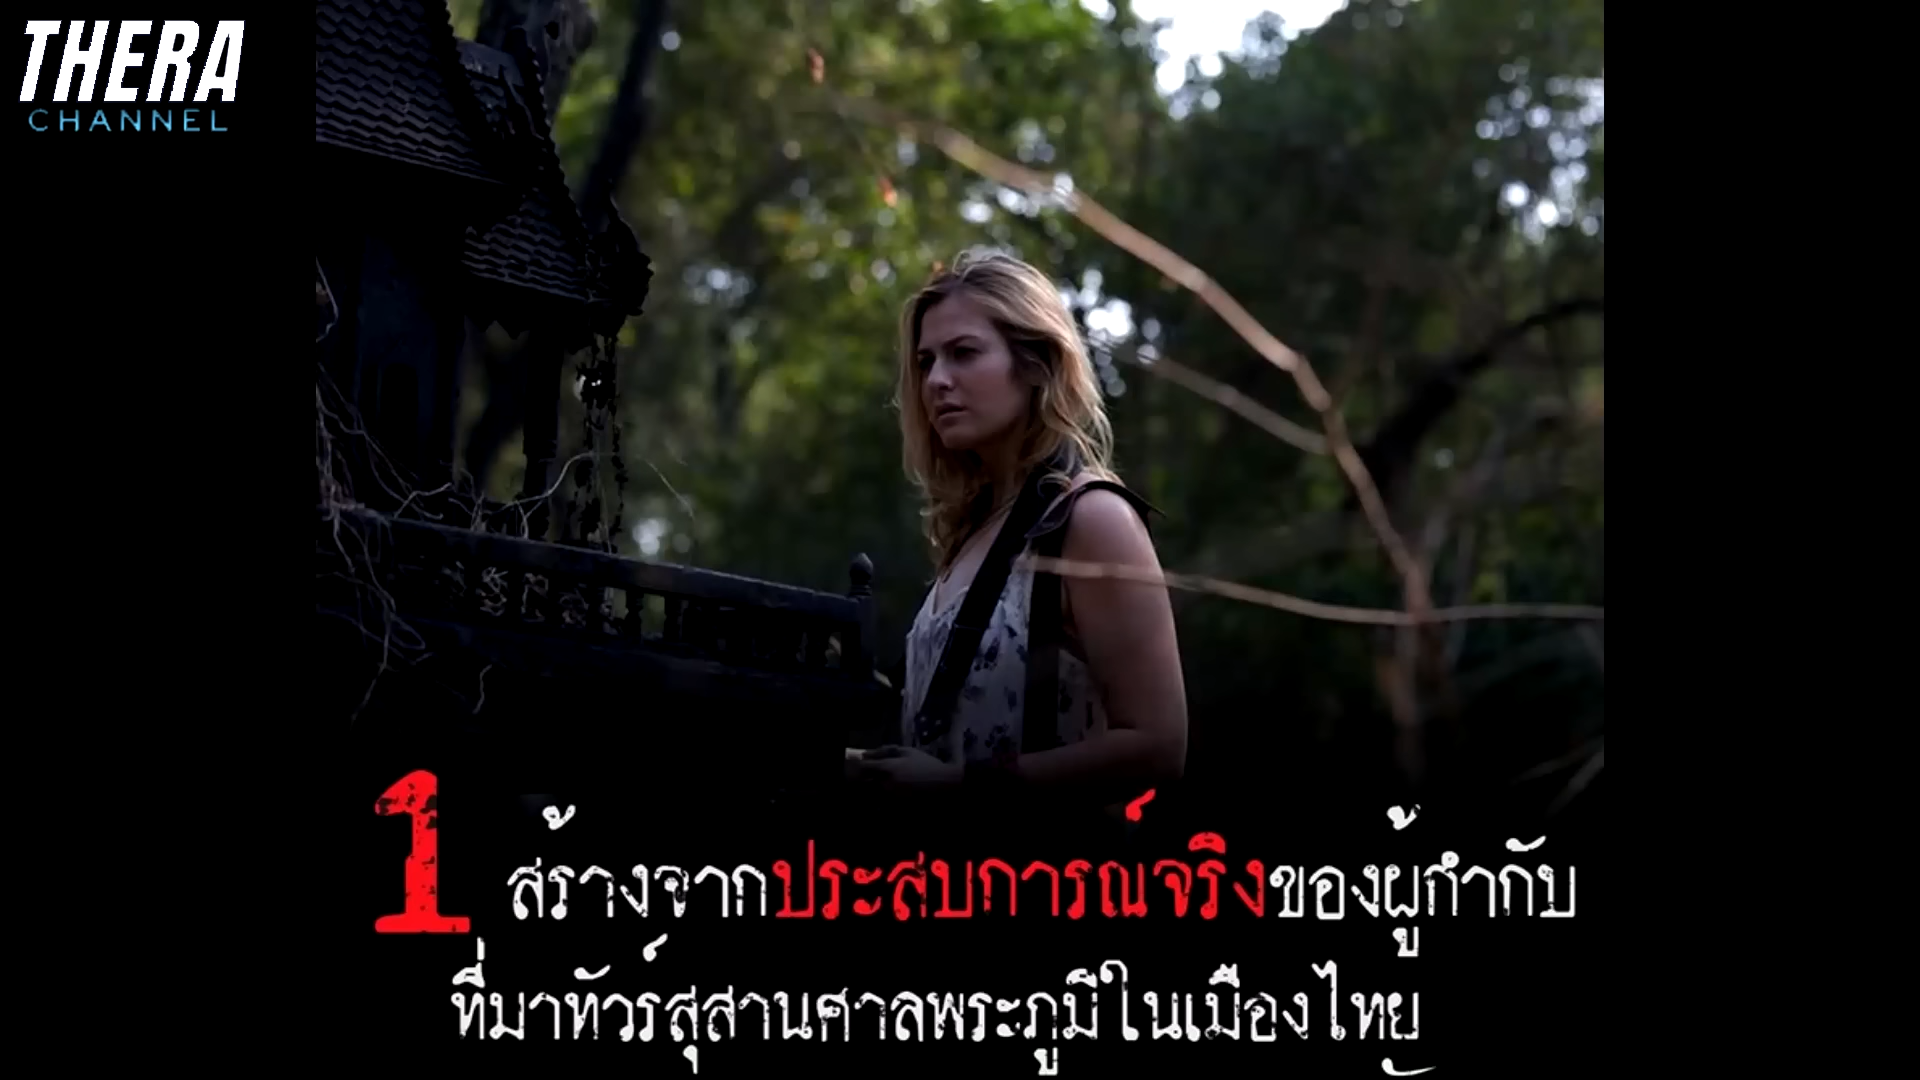 THERA
CHANNEL
1 สร้างจากประสบการณ์จริงของผู้กำกับ
ที่มาทัวร์สุสานศาลพระภูมิในเมืองไทย